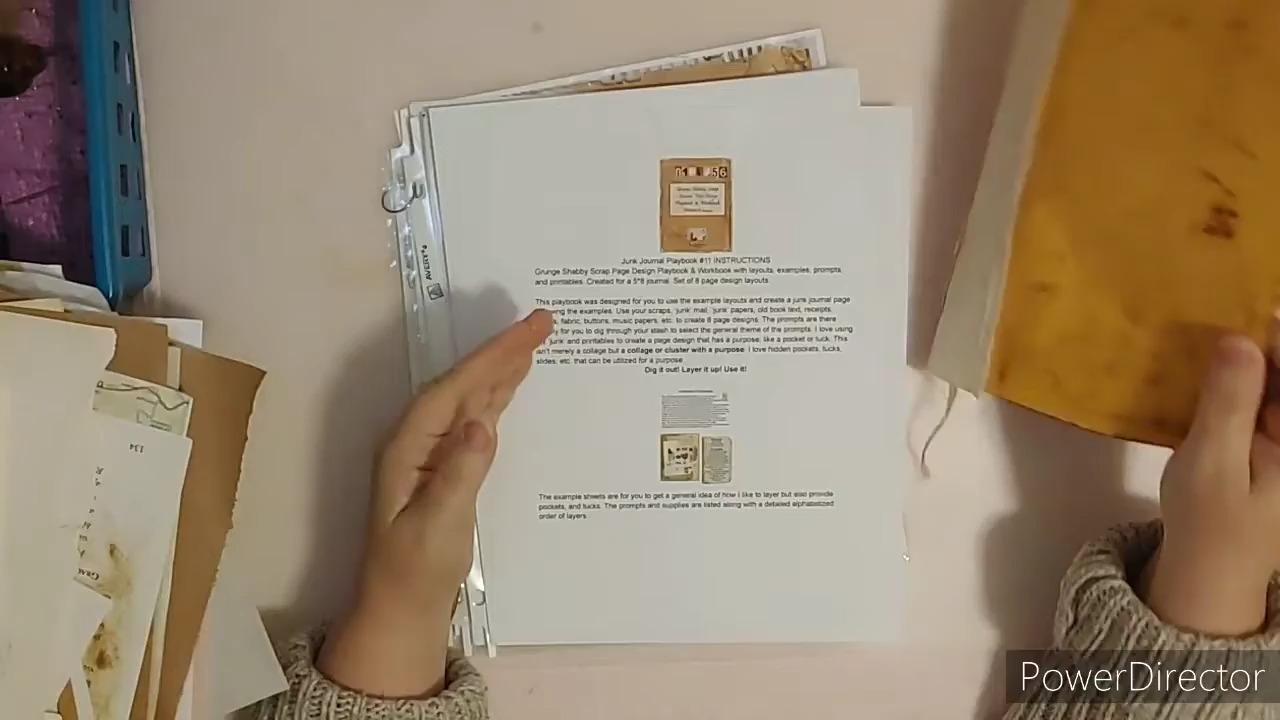 Junk Journal Playbook #11 INSTRUCTIONS
Grunge Shabby Scrap Page Design Playbook & Workbook with layouts, examples, prompts,
and printables. Created for a 5*8 journal. Set of 8 page design layouts.
This playbook was designed for you to use the example layouts and create a junk journal page
the examples. Use your scraps, 'junk' mail, 'junk' papers, old book text, receipts,
fabric, buttons, music papers, etc. to create 8 page designs. The prompts are there
for you to dig through your stash to select the general theme of the prompts. I love using
'junk' and printables to create a page design that has a purpose; like a pocket or tuck. This
isn't merely a collage but a collage or cluster with a purpose. I love hidden pockets, tucks,
slides, etc. that can be utilized for a purpose.
Dig it out! Layer it up! Use it!
The example sheets are for you to get a general idea of how I like to layer but also provide
pockets, and tucks. The prompts and supplies are listed along with a detailed alphabetized
order of layers.
AVERY
134
PowerDirector